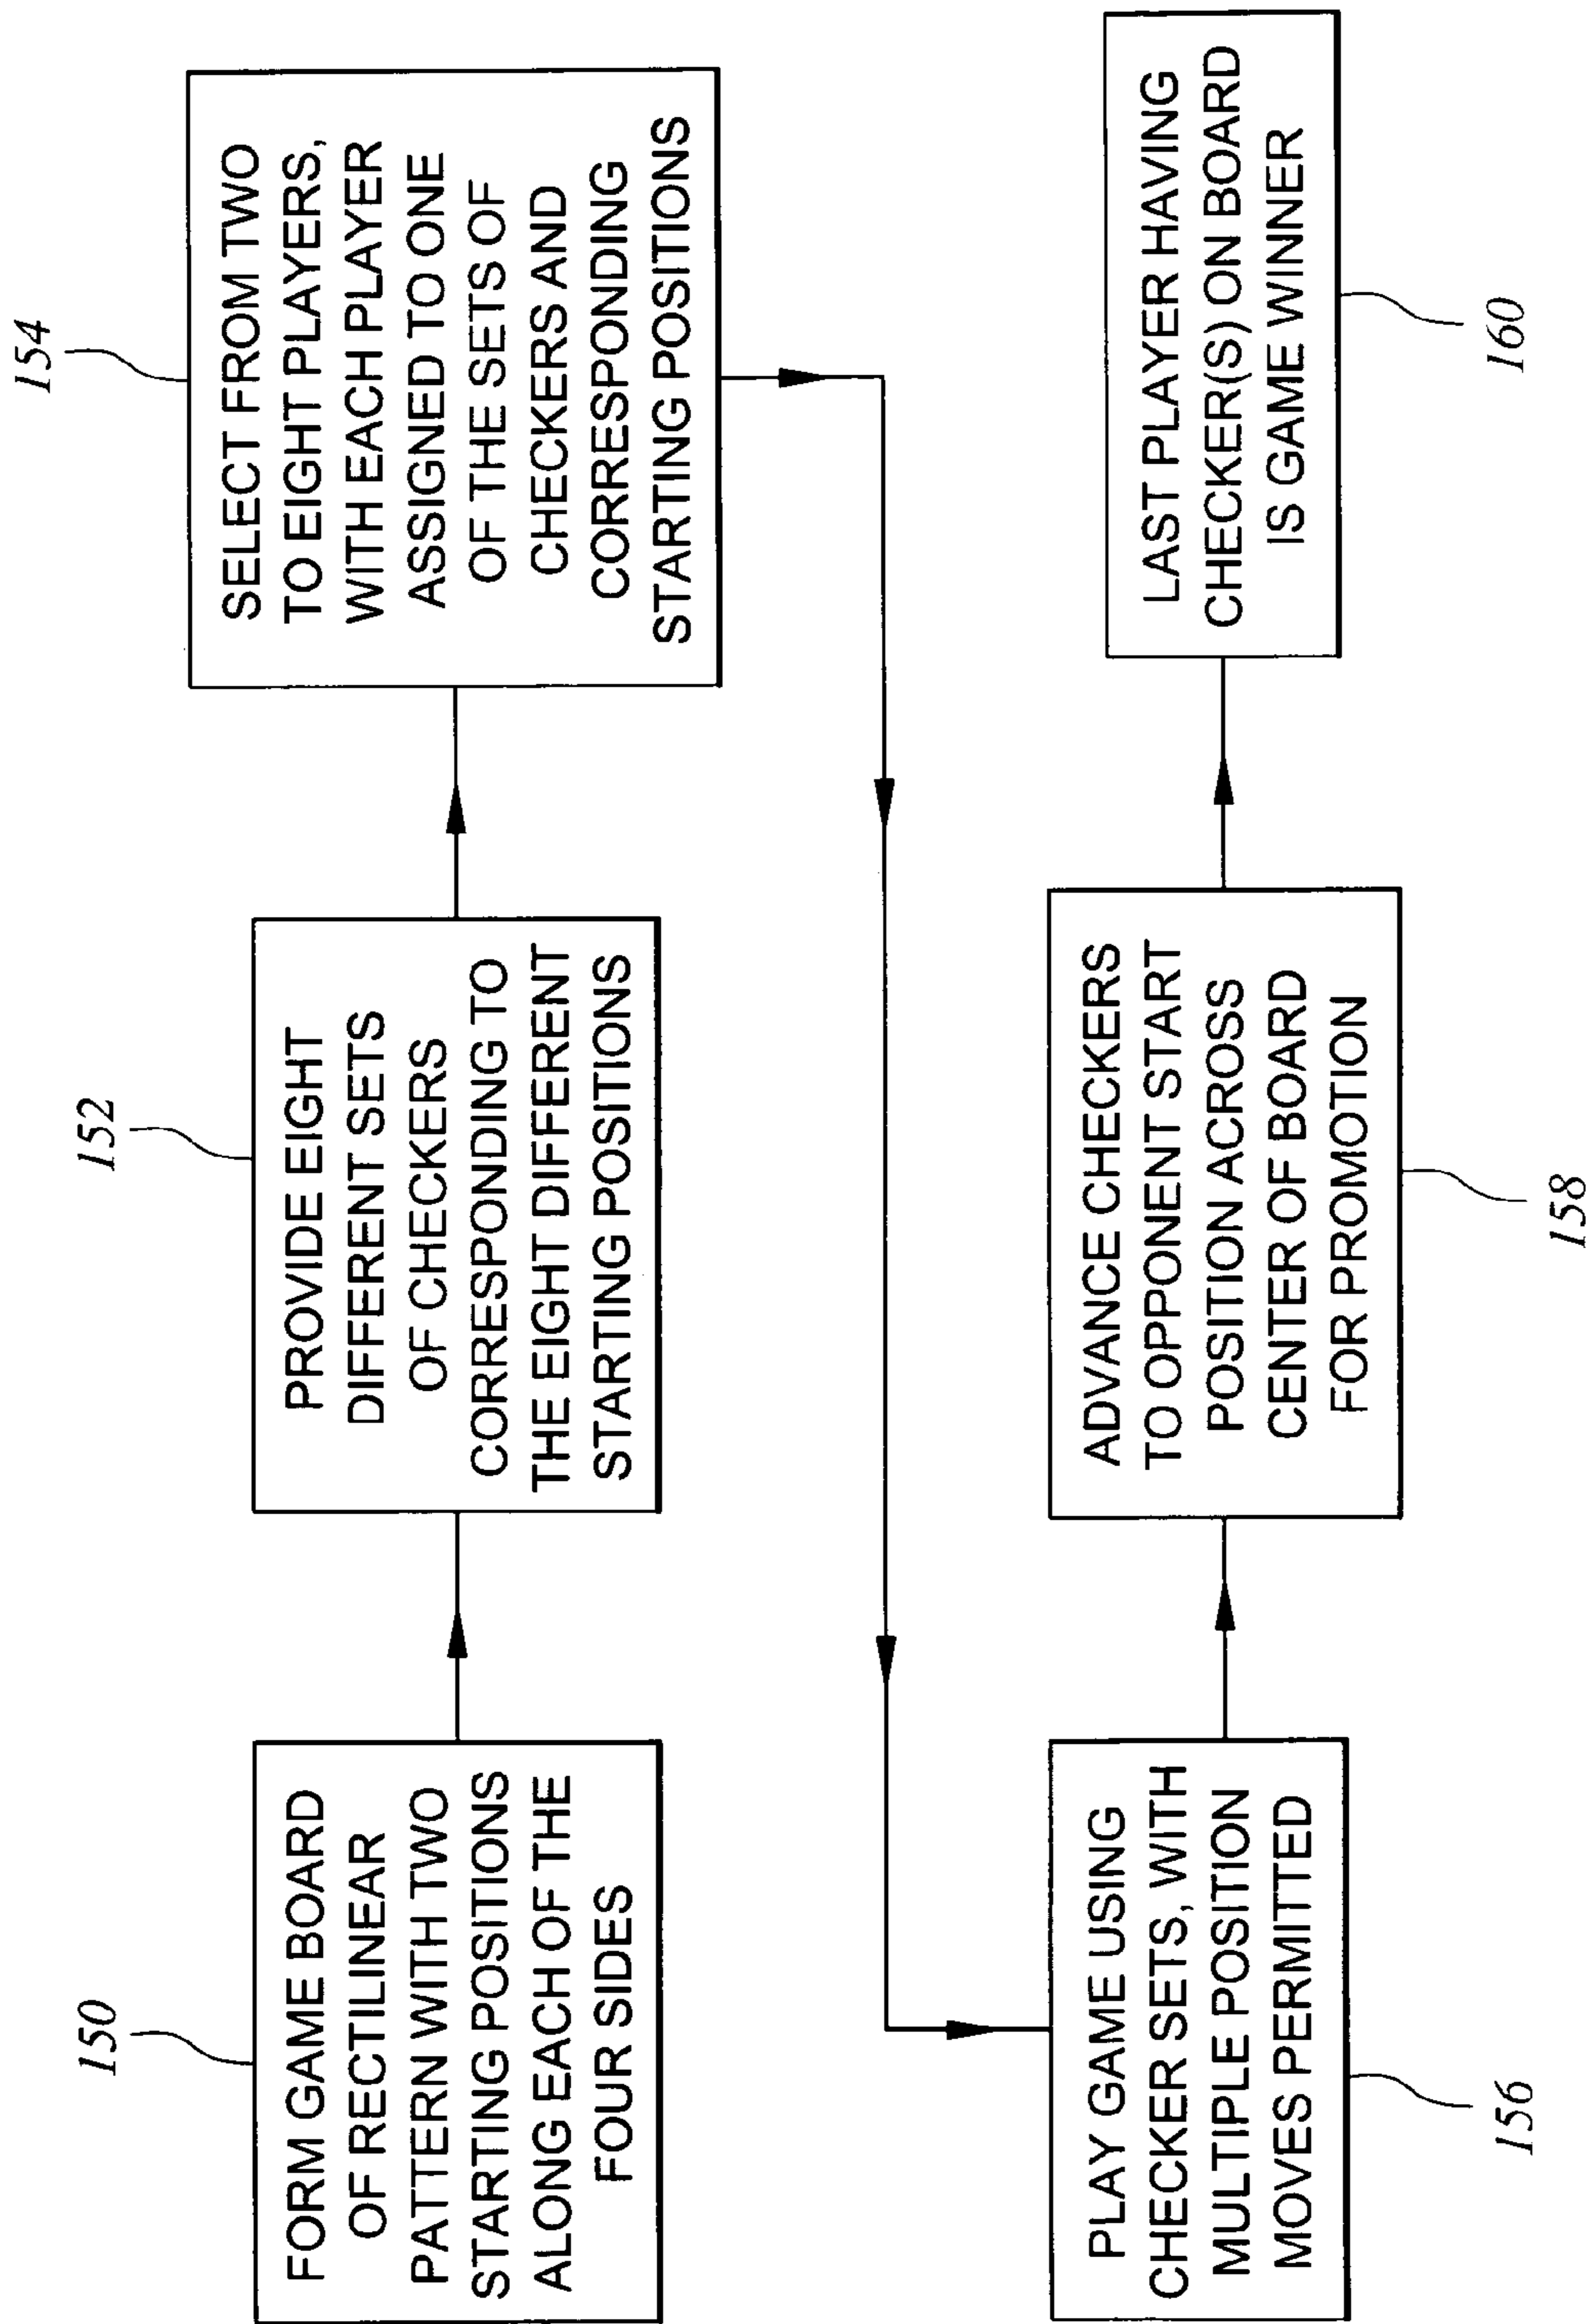 150
FORM GAME BOARD
OF RECTILINEAR
PATTERN WITH TWO
STARTING POSITIONS
ALONG EACH OF THE
FOUR SIDES
152
PROVIDE EIGHT
DIFFERENT SETS
OF CHECKERS
CORRESPONDING TO
THE EIGHT DIFFERENT
STARTING POSITIONS
154
SELECT FROM TWO
TO EIGHT PLAYERS,
WITH EACH PLAYER
ASSIGNED TO ONE
OF THE SETS OF
CHECKERS AND
CORRESPONDING
STARTING POSITIONS
PLAY GAME USING
CHECKER SETS, WITH
MULTIPLE POSITION
MOVES PERMITTED
156
ADVANCE CHECKERS
TO OPPONENT START
POSITION ACROSS
CENTER OF BOARD
FOR PROMOTION
158
LAST PLAYER HAVING
CHECKER(S) ON BOARD
IS GAME WINNER
160